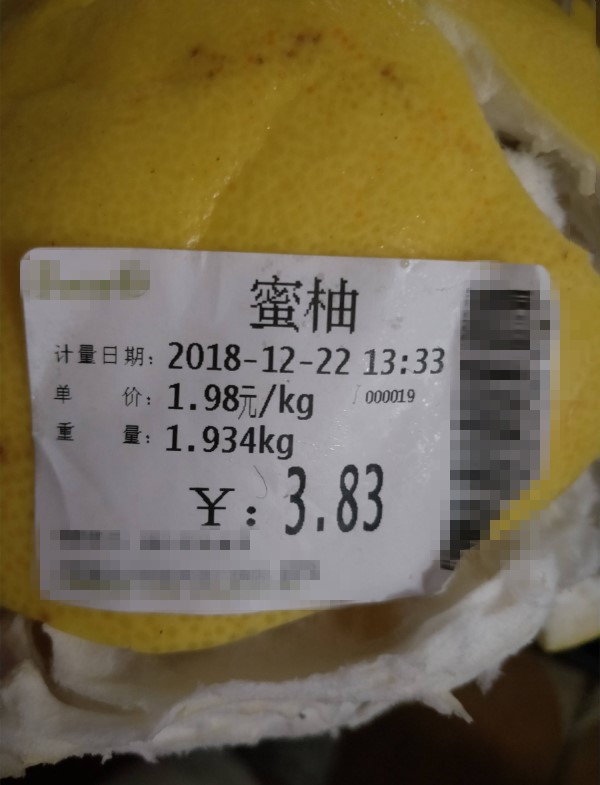 蜜柚
计量日期：2018-12-22 13:33
单 价：1.98元/kg 000019
重 量：1.934kg
¥：3.83